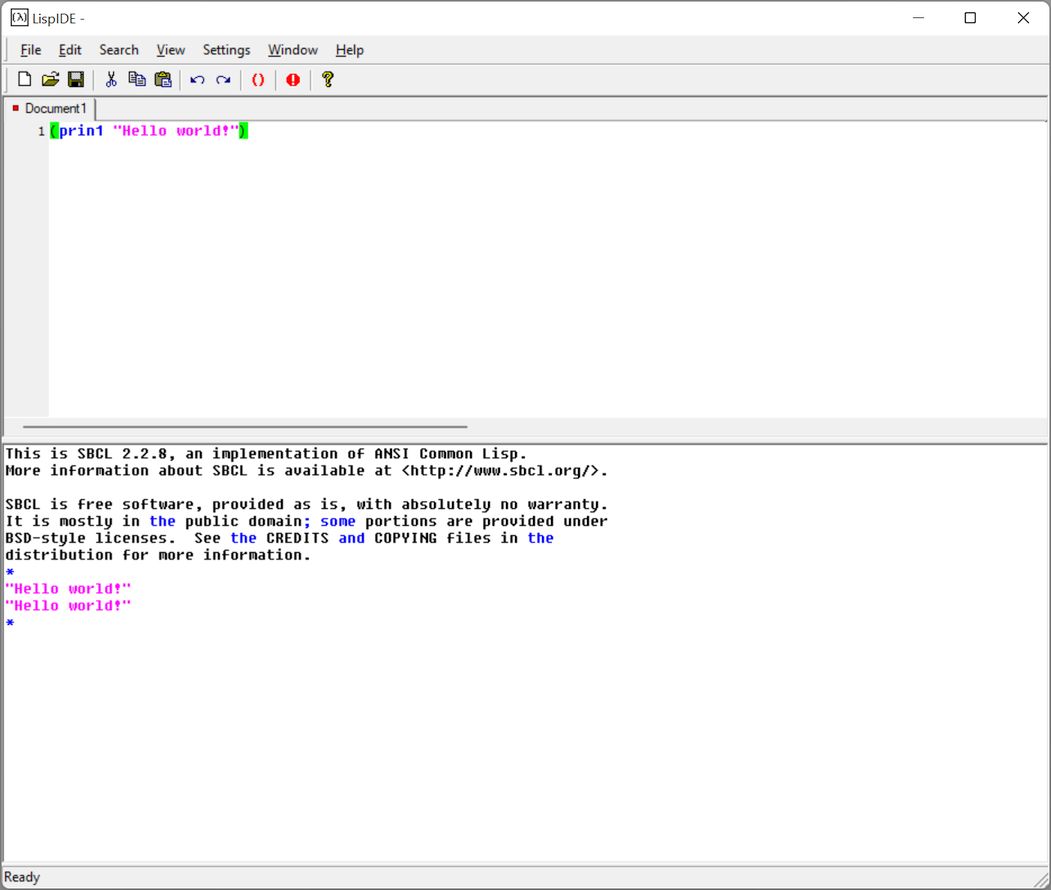 (λ) LispIDE -
File Edit Search View Settings Window Help
Document1
1 (prin1 "Hello world!")
This is SBCL 2.2.8, an implementation of ANSI Common Lisp.
More information about SBCL is available at <http://www.sbcl.org/>.
SBCL is free software, provided as is, with absolutely no warranty.
It is mostly in the public domain; some portions are provided under
BSD-style licenses.  See the CREDITS and COPYING files in the
distribution for more information.
*
"Hello world!"
"Hello world!"
*
Ready